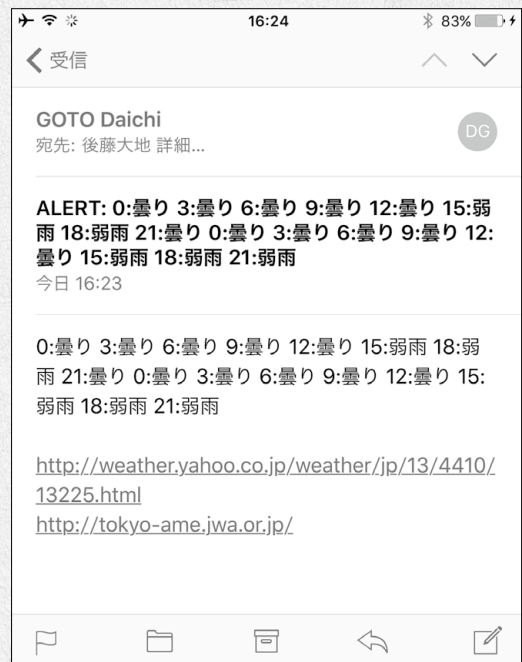 16:24
83%
受信
GOTO Daichi
宛先: 後藤大地 詳細...
DG
ALERT: 0:曇り 3:曇り 6:曇り 9:曇り 12:曇り 15:弱
雨 18:弱雨 21:曇り 0:曇り 3:曇り 6:曇り 9:曇り 12:
曇り 15:弱雨 18:弱雨 21:弱雨
今日 16:23
0:曇り 3:曇り 6:曇り 9:曇り 12:曇り 15:弱雨 18:弱
雨 21:曇り 0:曇り 3:曇り 6:曇り 9:曇り 12:曇り 15:
弱雨 18:弱雨 21:弱雨
http://weather.yahoo.co.jp/weather/jp/13/4410/
13225.html
http://tokyo-ame.jwa.or.jp/